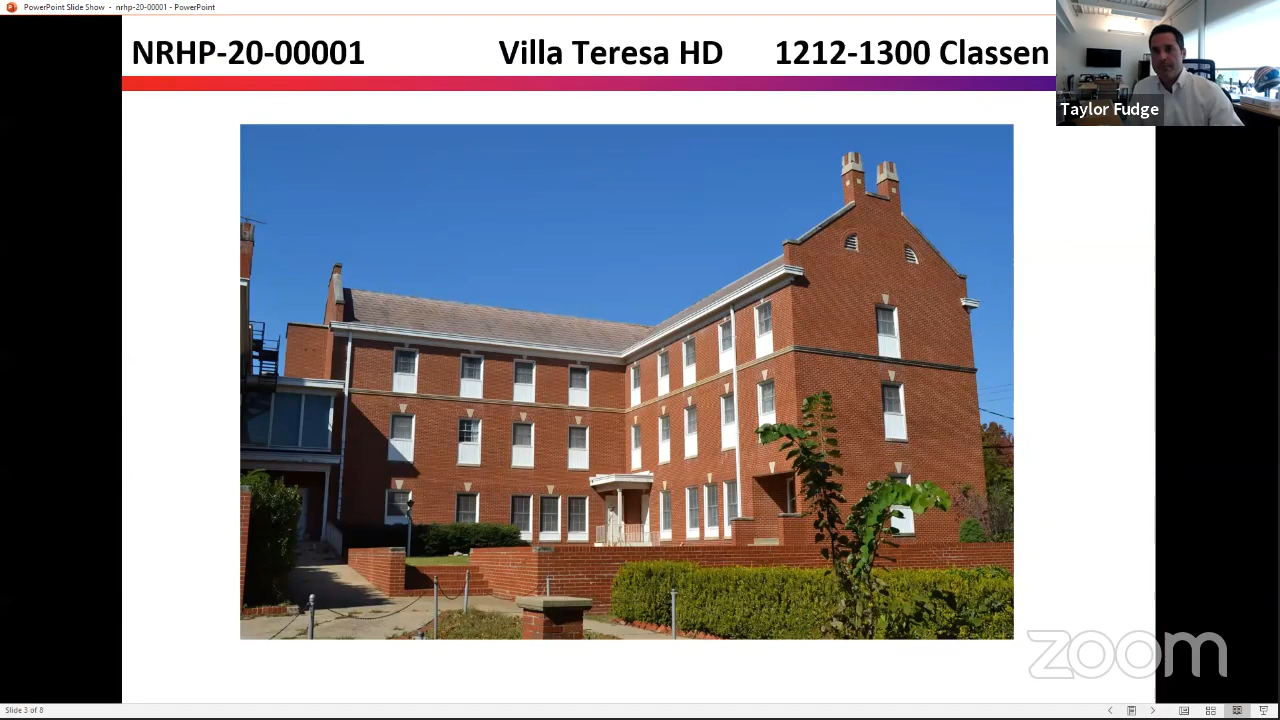 PowerPoint Slide Show - nrhp-20-00001 - PowerPoint
NRHP-20-00001 Villa Teresa HD 1212-1300 Classen
Taylor Fudge
zoom
Slide 3 of 8